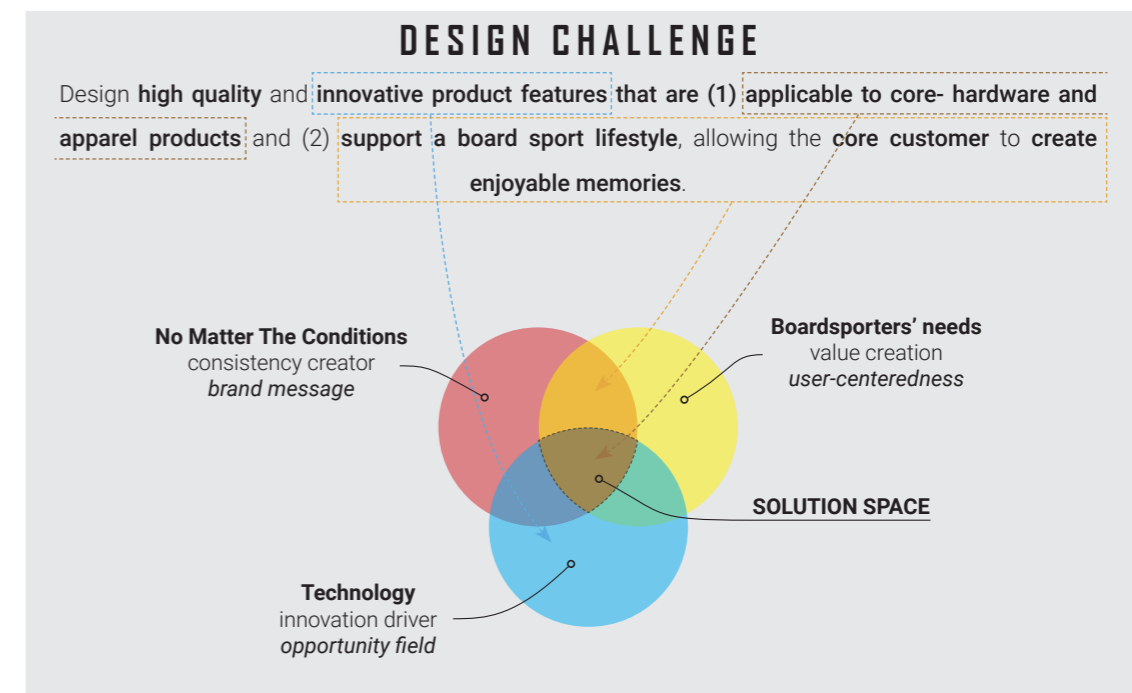 DESIGN CHALLENGE
Design high quality and innovative product features that are (1) applicable to core- hardware and
apparel products and (2) support a board sport lifestyle, allowing the core customer to create
enjoyable memories.
No Matter The Conditions
consistency creator
brand message
Boardsporters’ needs
value creation
user-centeredness
SOLUTION SPACE
Technology
innovation driver
opportunity field